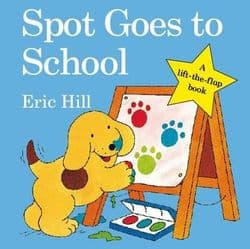 Spot Goes to
School
Eric Hill
A
lift-the-flap
book